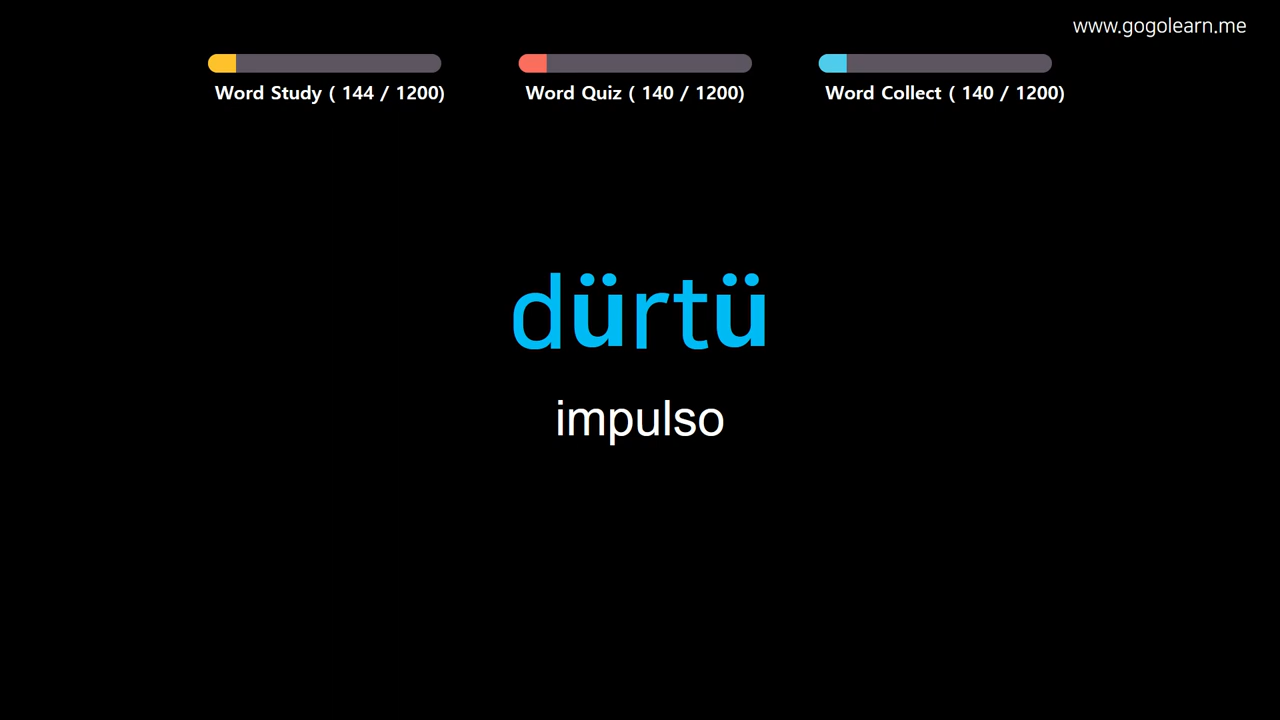 www.gogolearn.me
Word Study ( 144 / 1200)
Word Quiz ( 140 / 1200)
Word Collect ( 140 / 1200)
dürtü
impulso